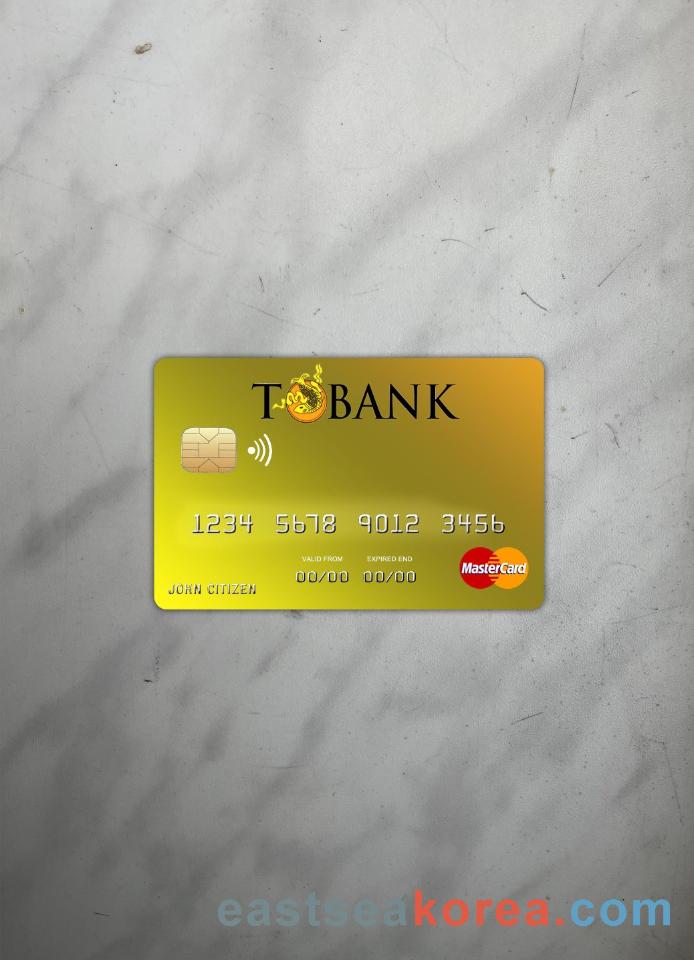 TOBANK
1234 5678 9012 3456
VALID FROM EXPIRED END
00/00 00/00
JOHN CITIZEN
MasterCard
eastseakorea.com